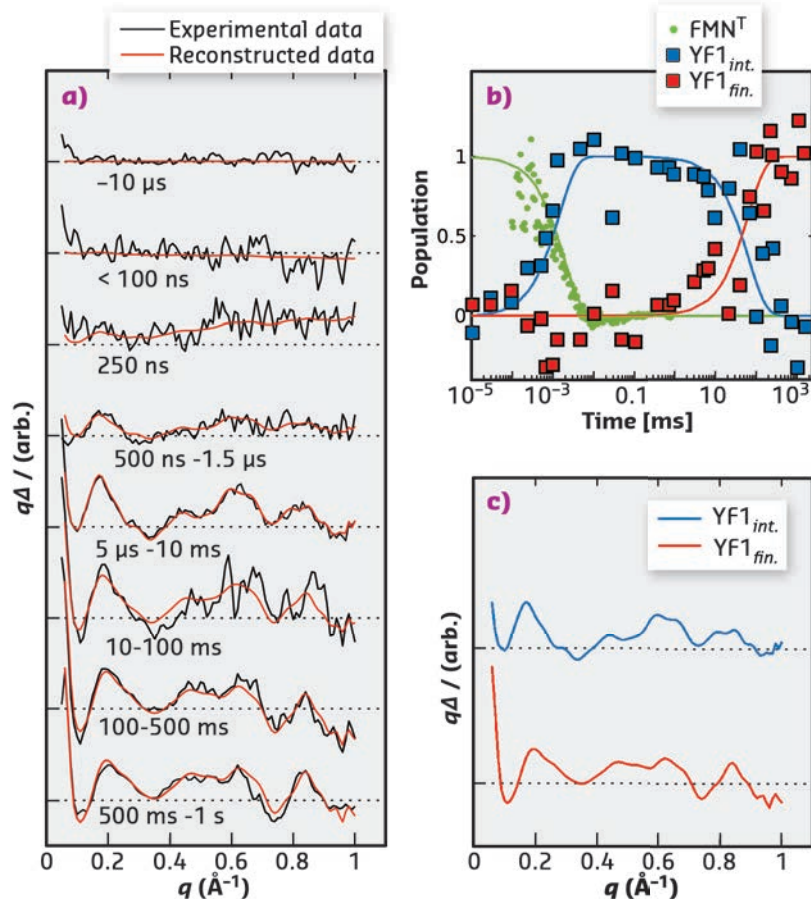 Experimental data
Reconstructed data
a)
–10 µs
< 100 ns
250 ns
500 ns -1.5 µs
5 µs -10 ms
10-100 ms
100-500 ms
500 ms -1 s
qΔI (arb.)
0 0.2 0.4 0.6 0.8 1
q (Å⁻¹)
FMNᵀ
YF1int.
YF1fin.
b)
1
0.5
0
Population
10⁻⁵ 10⁻³ 0.1 10 10³
Time [ms]
c)
YF1int.
YF1fin.
qΔI (arb.)
0 0.2 0.4 0.6 0.8 1
q (Å⁻¹)